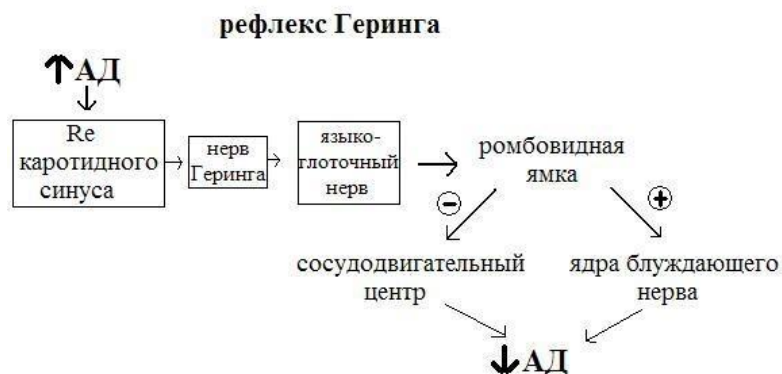 рефлекс Геринга
↑АД
Re
каротидного
синуса
нерв
Геринга
языко-
глоточный
нерв
ромбовидная
ямка
−
+
сосудодвигательный
центр
ядра блуждающего
нерва
↓АД